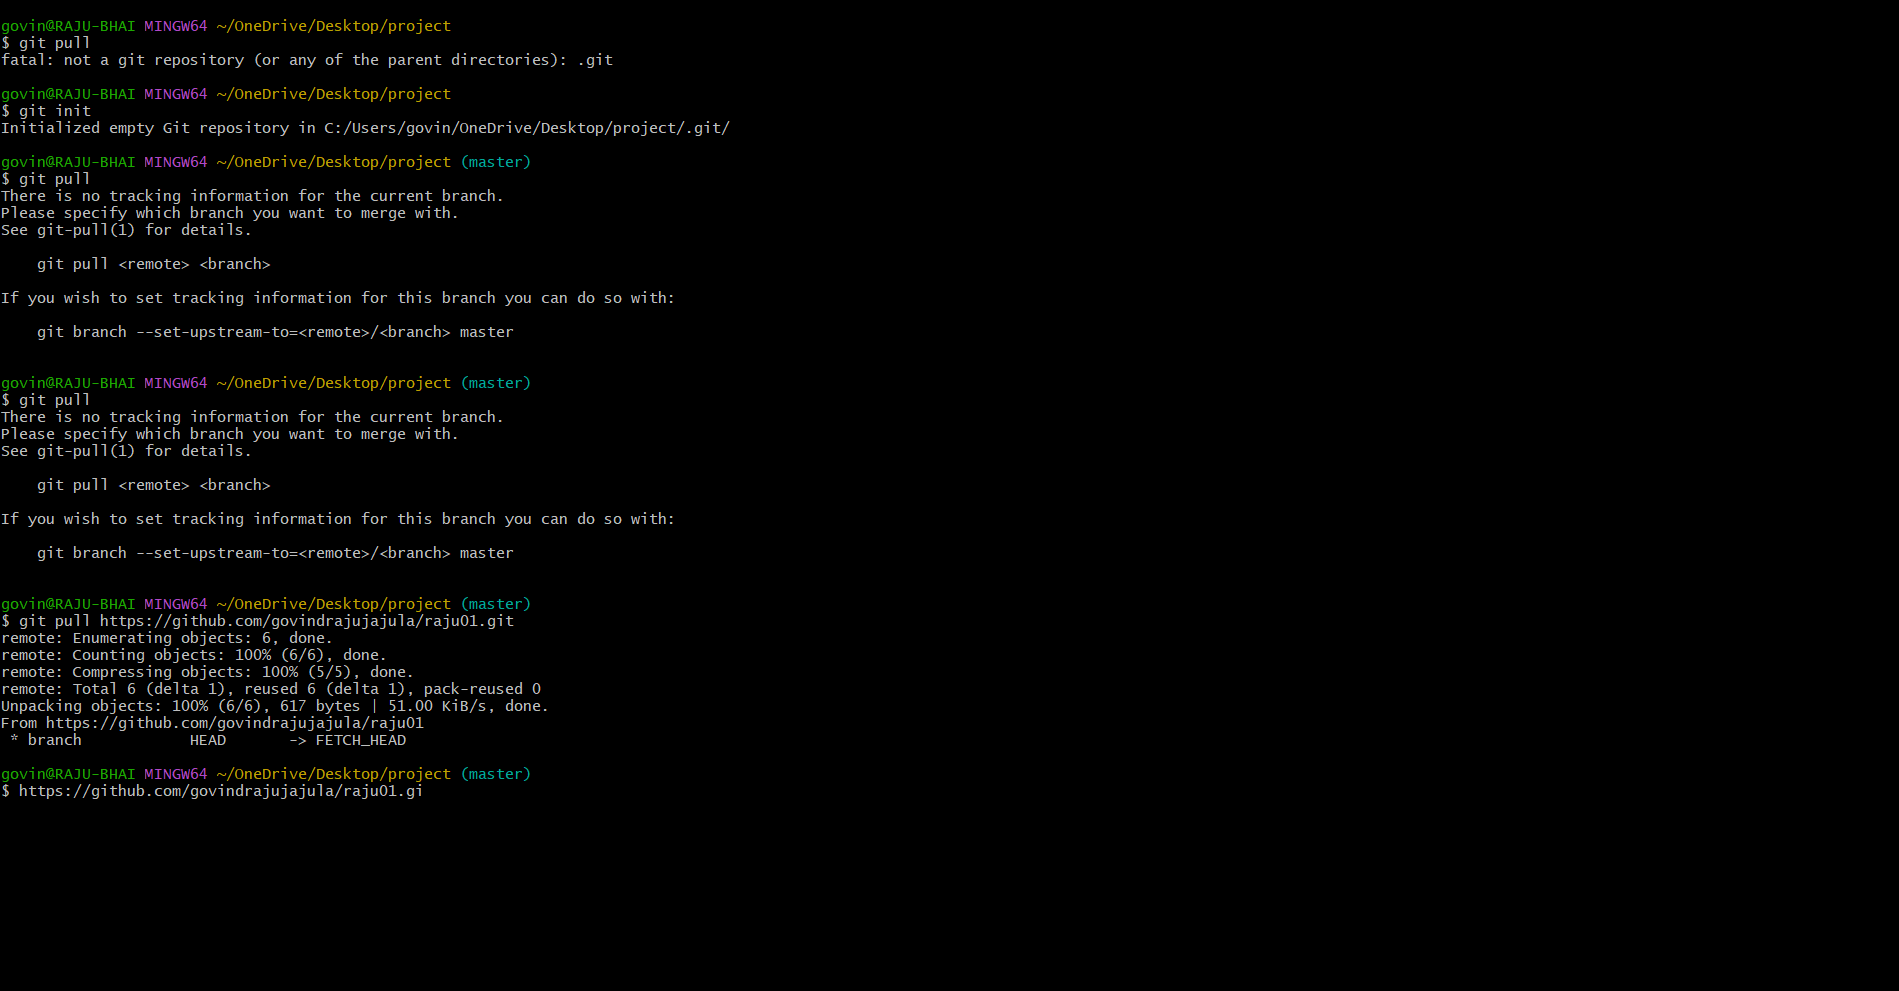 govin@RAJU-BHAI MINGW64 ~/OneDrive/Desktop/project
$ git pull
fatal: not a git repository (or any of the parent directories): .git
govin@RAJU-BHAI MINGW64 ~/OneDrive/Desktop/project
$ git init
Initialized empty Git repository in C:/Users/govin/OneDrive/Desktop/project/.git/
govin@RAJU-BHAI MINGW64 ~/OneDrive/Desktop/project (master)
$ git pull
There is no tracking information for the current branch.
Please specify which branch you want to merge with.
See git-pull(1) for details.
git pull <remote> <branch>
If you wish to set tracking information for this branch you can do so with:
git branch --set-upstream-to=<remote>/<branch> master
govin@RAJU-BHAI MINGW64 ~/OneDrive/Desktop/project (master)
$ git pull
There is no tracking information for the current branch.
Please specify which branch you want to merge with.
See git-pull(1) for details.
git pull <remote> <branch>
If you wish to set tracking information for this branch you can do so with:
git branch --set-upstream-to=<remote>/<branch> master
govin@RAJU-BHAI MINGW64 ~/OneDrive/Desktop/project (master)
$ git pull https://github.com/govindrajujajula/raju01.git
remote: Enumerating objects: 6, done.
remote: Counting objects: 100% (6/6), done.
remote: Compressing objects: 100% (5/5), done.
remote: Total 6 (delta 1), reused 6 (delta 1), pack-reused 0
Unpacking objects: 100% (6/6), 617 bytes | 51.00 KiB/s, done.
From https://github.com/govindrajujajula/raju01
* branch            HEAD       -> FETCH_HEAD
govin@RAJU-BHAI MINGW64 ~/OneDrive/Desktop/project (master)
$ https://github.com/govindrajujajula/raju01.gi